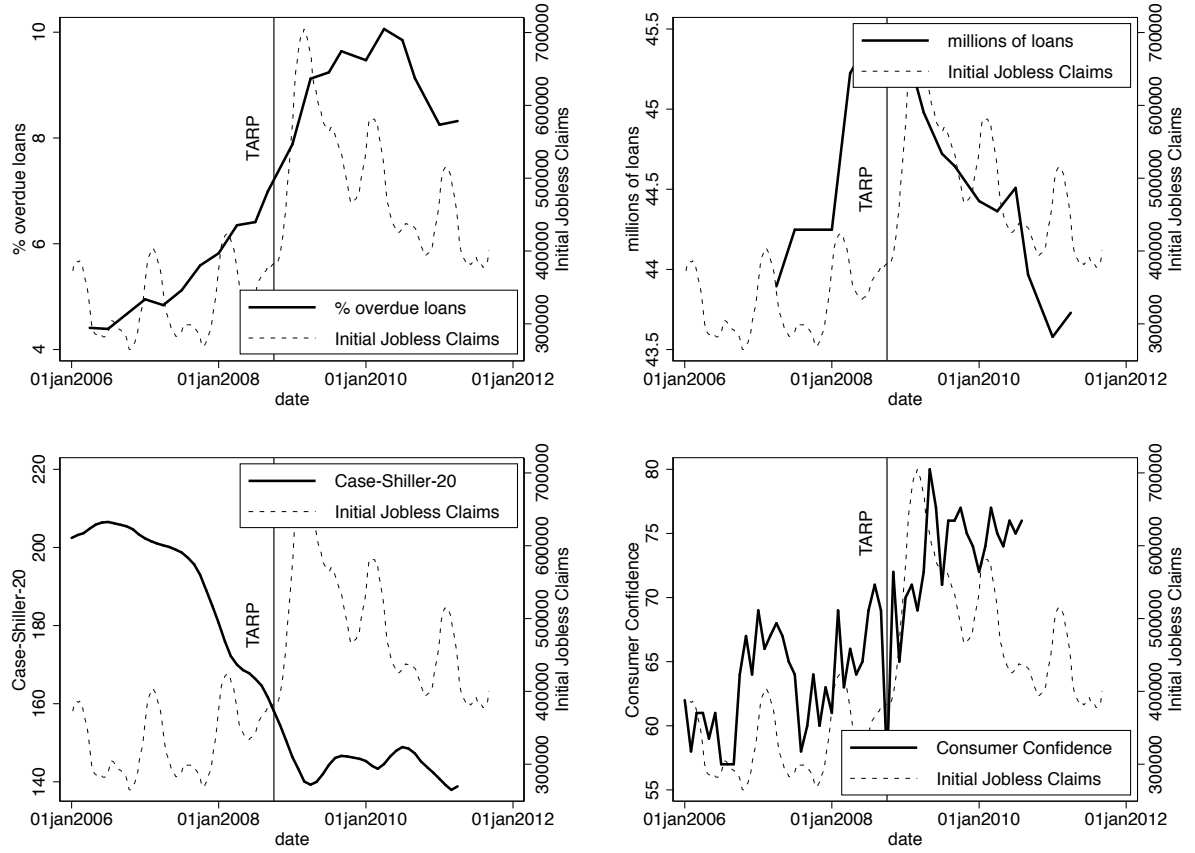 % overdue loans
4
6
8
10
300000
400000
500000
600000
700000
Initial Jobless Claims
TARP
% overdue loans
Initial Jobless Claims
01jan2006
01jan2008
01jan2010
01jan2012
date
millions of loans
43.5
44
44.5
45
45.5
300000
400000
500000
600000
700000
Initial Jobless Claims
TARP
millions of loans
Initial Jobless Claims
01jan2006
01jan2008
01jan2010
01jan2012
date
Case-Shiller-20
140
160
180
200
220
300000
400000
500000
600000
700000
Initial Jobless Claims
TARP
Case-Shiller-20
Initial Jobless Claims
01jan2006
01jan2008
01jan2010
01jan2012
date
Consumer Confidence
55
60
65
70
75
80
300000
400000
500000
600000
700000
Initial Jobless Claims
TARP
Consumer Confidence
Initial Jobless Claims
01jan2006
01jan2008
01jan2010
01jan2012
date